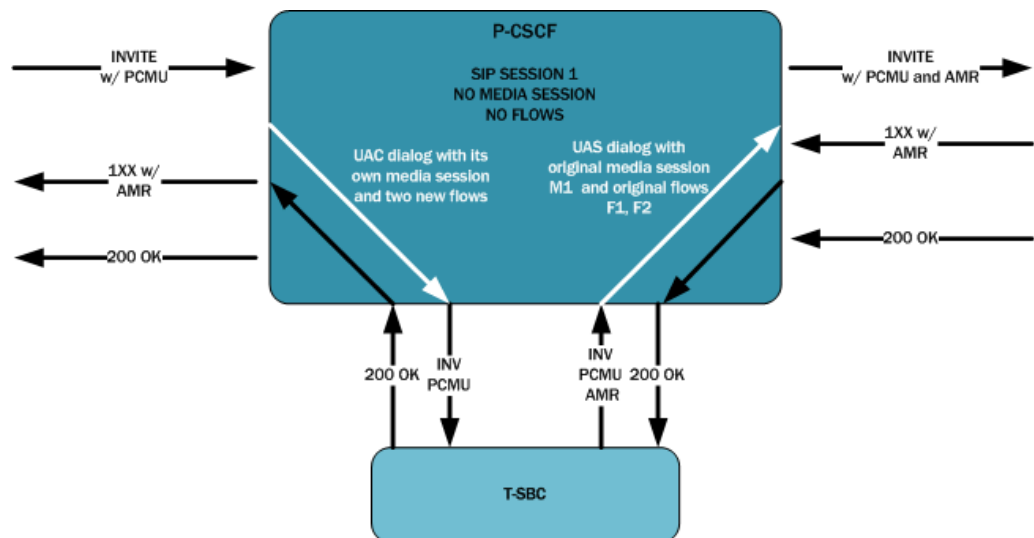 P-CSCF
INVITE
w/ PCMU
SIP SESSION 1
NO MEDIA SESSION
NO FLOWS
INVITE
w/ PCMU and AMR
1XX w/
AMR
UAC dialog with its
own media session
and two new flows
UAS dialog with
original media session
M1 and original flows
F1, F2
1XX w/
AMR
200 OK
200 OK
200 OK
INV
PCMU
INV
PCMU
AMR
200 OK
T-SBC